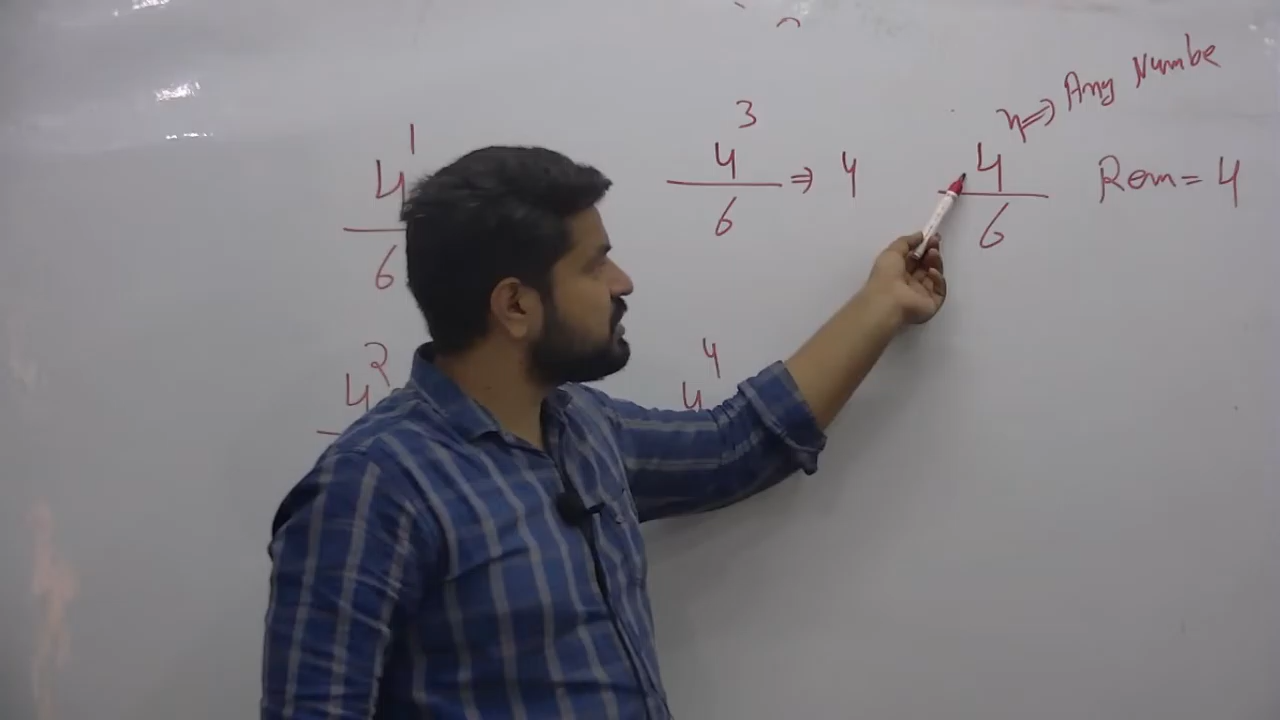 4^1
6
4^3
6 ⇒ 4
4^n ⇒ Any Numbe
6
Rem = 4
4^2
4^4